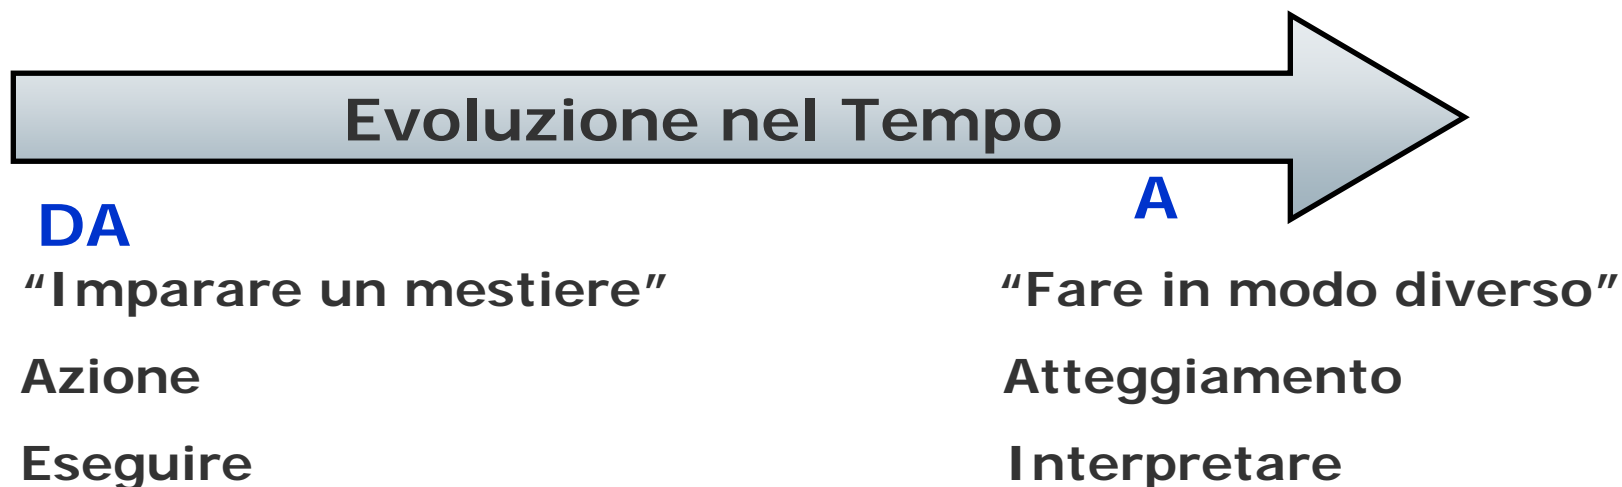 Evoluzione nel Tempo
DA A
“Imparare un mestiere” “Fare in modo diverso”
Azione Atteggiamento
Eseguire Interpretare